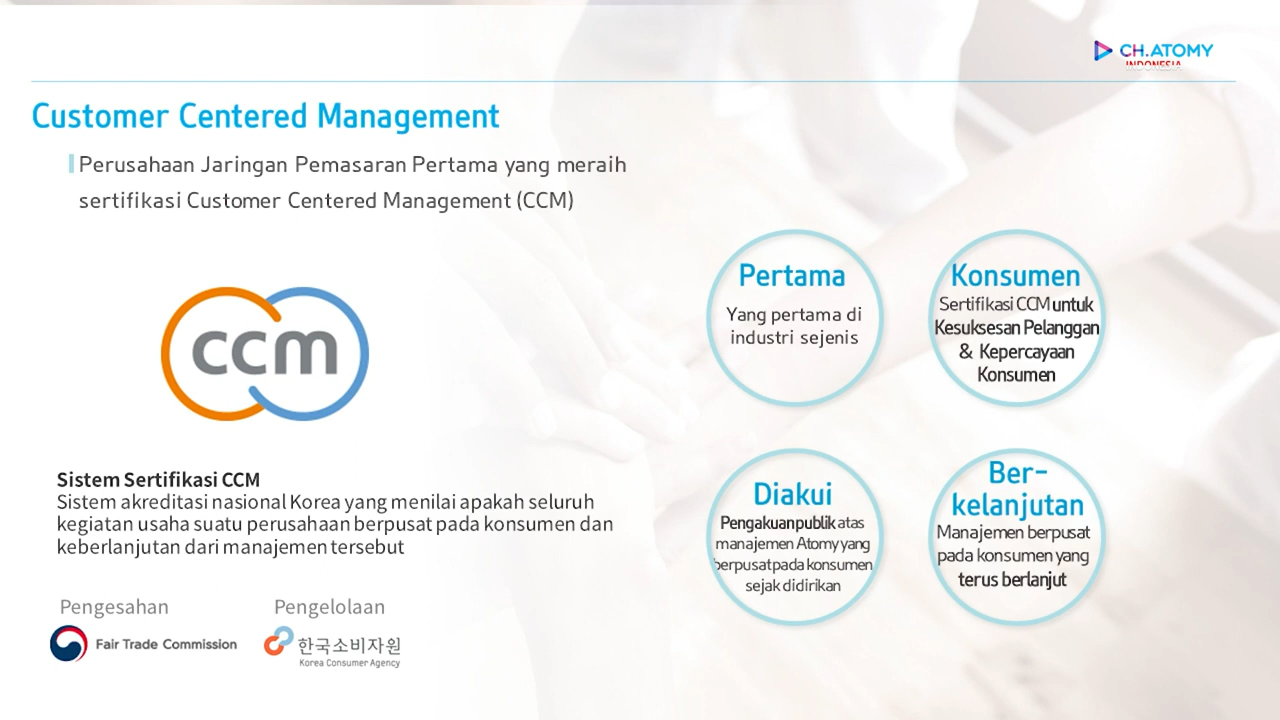 CH.ATOMY
INDONESIA
Customer Centered Management
Perusahaan Jaringan Pemasaran Pertama yang meraih
sertifikasi Customer Centered Management (CCM)
ccm
Sistem Sertifikasi CCM
Sistem akreditasi nasional Korea yang menilai apakah seluruh
kegiatan usaha suatu perusahaan berpusat pada konsumen dan
keberlanjutan dari manajemen tersebut
Pengesahan
Fair Trade Commission
Pengelolaan
한국소비자원
Korea Consumer Agency
Pertama
Yang pertama di
industri sejenis
Konsumen
Sertifikasi CCM untuk
Kesuksesan Pelanggan
& Kepercayaan
Konsumen
Diakui
Pengakuan publik atas
manajemen Atomy yang
berpusat pada konsumen
sejak didirikan
Ber-
kelanjutan
Manajemen berpusat
pada konsumen yang
terus berlanjut